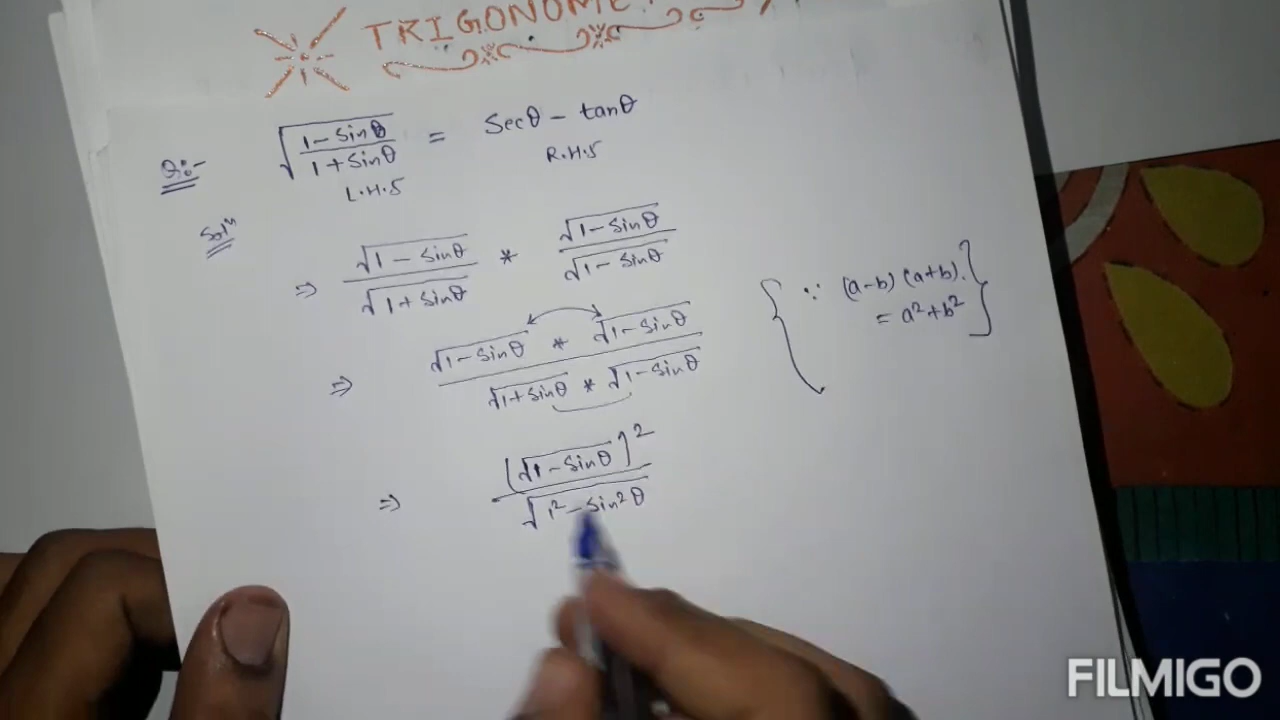 TRIGONOME
Q:- √(1-Sinθ / 1+Sinθ) = Secθ - tanθ
L.H.S R.H.S
Solⁿ
⇒ √1-Sinθ / √1+Sinθ * √1-Sinθ / √1-Sinθ
⇒ √1-Sinθ * √1-Sinθ / √1+Sinθ * √1-Sinθ
{ ∵ (a-b) (a+b).
= a²+b² }
⇒ (√1-Sinθ)² / √1²-Sin²θ
FILMIGO